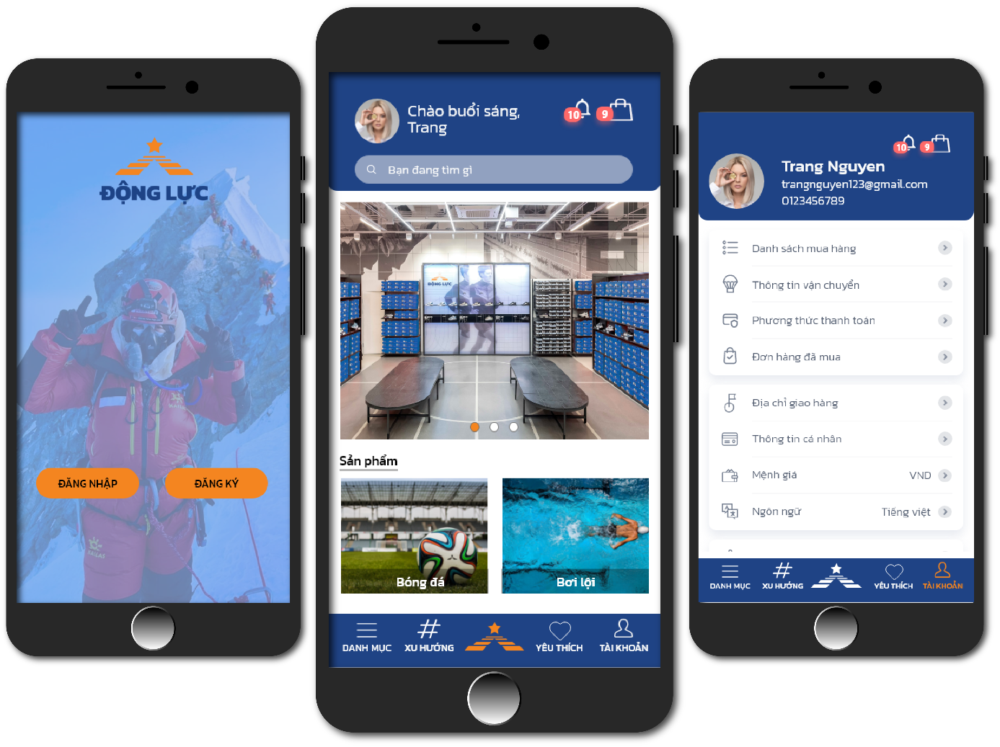 ĐỘNG LỰC
ĐĂNG NHẬP
ĐĂNG KÝ
Chào buổi sáng,
Trang
10
9
Bạn đang tìm gì
ĐỘNG LỰC
Sản phẩm
Bóng đá
Bơi lội
DANH MỤC
XU HƯỚNG
YÊU THÍCH
TÀI KHOẢN
10
9
Trang Nguyen
trangnguyen123@gmail.com
0123456789
Danh sách mua hàng
Thông tin vận chuyển
Phương thức thanh toán
Đơn hàng đã mua
Địa chỉ giao hàng
Thông tin cá nhân
Mệnh giá VND
Ngôn ngữ Tiếng việt
DANH MỤC
XU HƯỚNG
YÊU THÍCH
TÀI KHOẢN
KAILAS